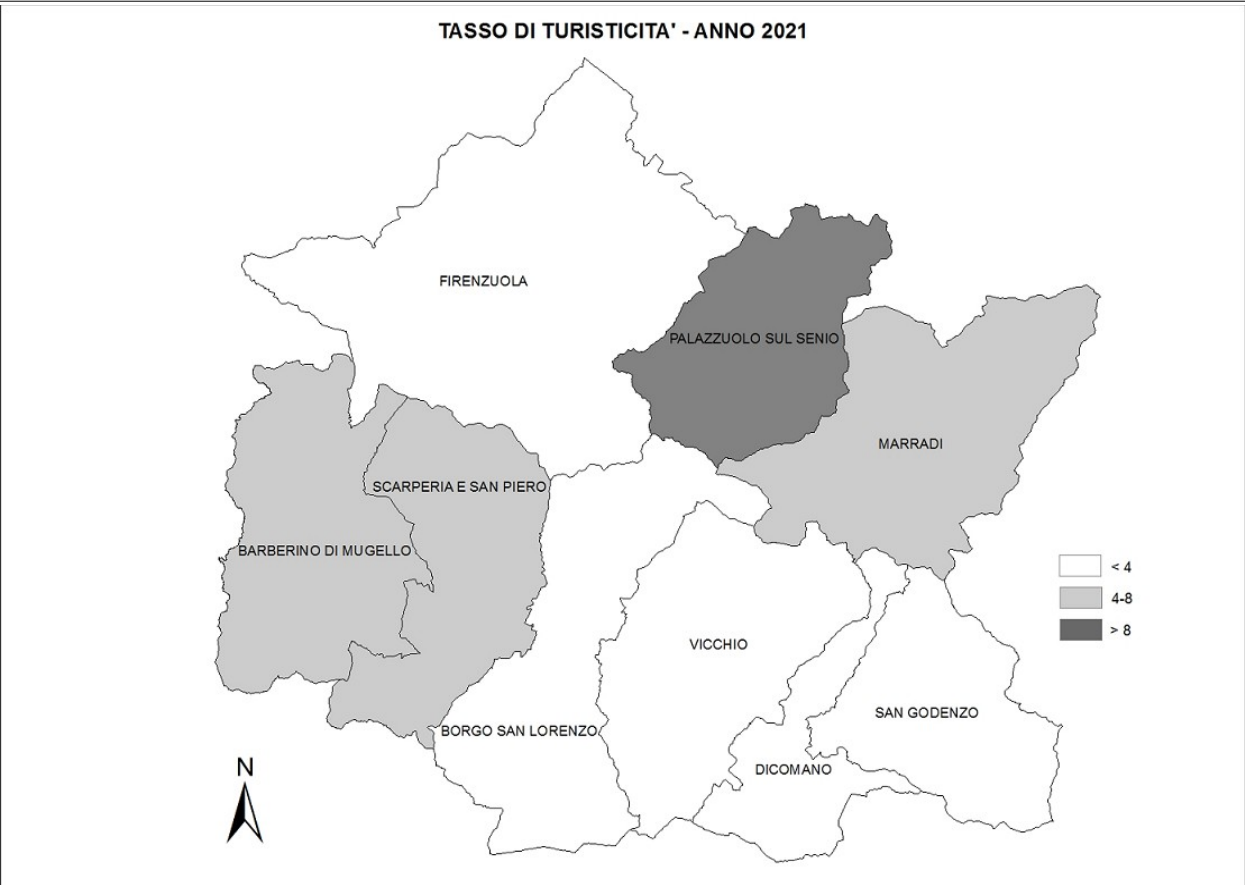 TASSO DI TURISTICITA' - ANNO 2021
FIRENZUOLA
PALAZZUOLO SUL SENIO
MARRADI
SCARPERIA E SAN PIERO
BARBERINO DI MUGELLO
< 4
4-8
> 8
VICCHIO
SAN GODENZO
BORGO SAN LORENZO
DICOMANO
N